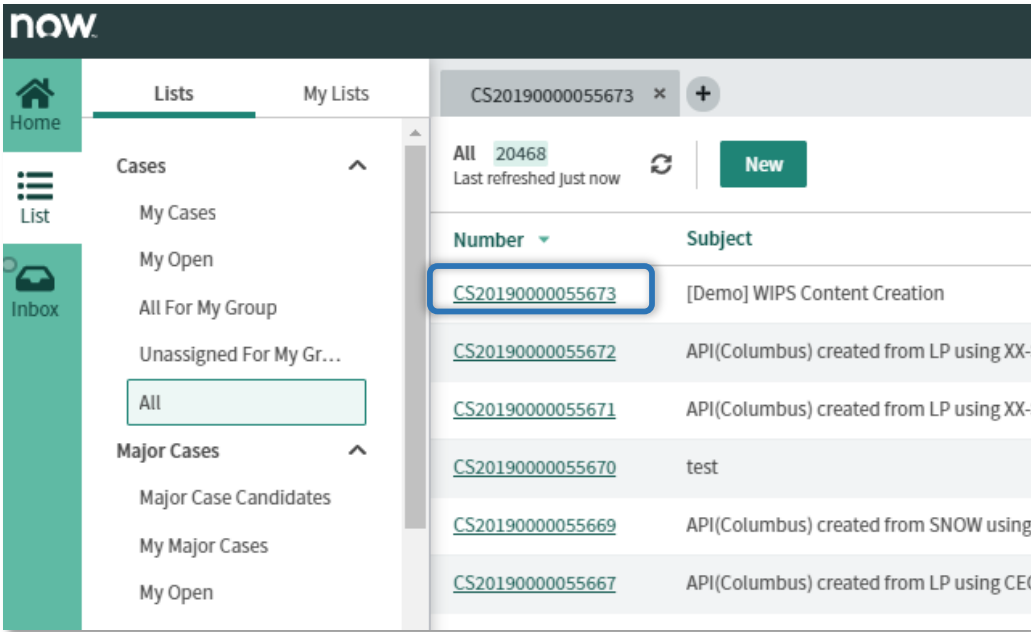 now
Home
List
Inbox
Lists My Lists
Cases
My Cases
My Open
All For My Group
Unassigned For My Gr...
All
Major Cases
Major Case Candidates
My Major Cases
My Open
CS20190000055673 × +
All 20468
Last refreshed Just now
New
Number Subject
CS20190000055673 [Demo] WIPS Content Creation
CS20190000055672 API(Columbus) created from LP using XX-
CS20190000055671 API(Columbus) created from LP using XX-
CS20190000055670 test
CS20190000055669 API(Columbus) created from SNOW using
CS20190000055667 API(Columbus) created from LP using CEC